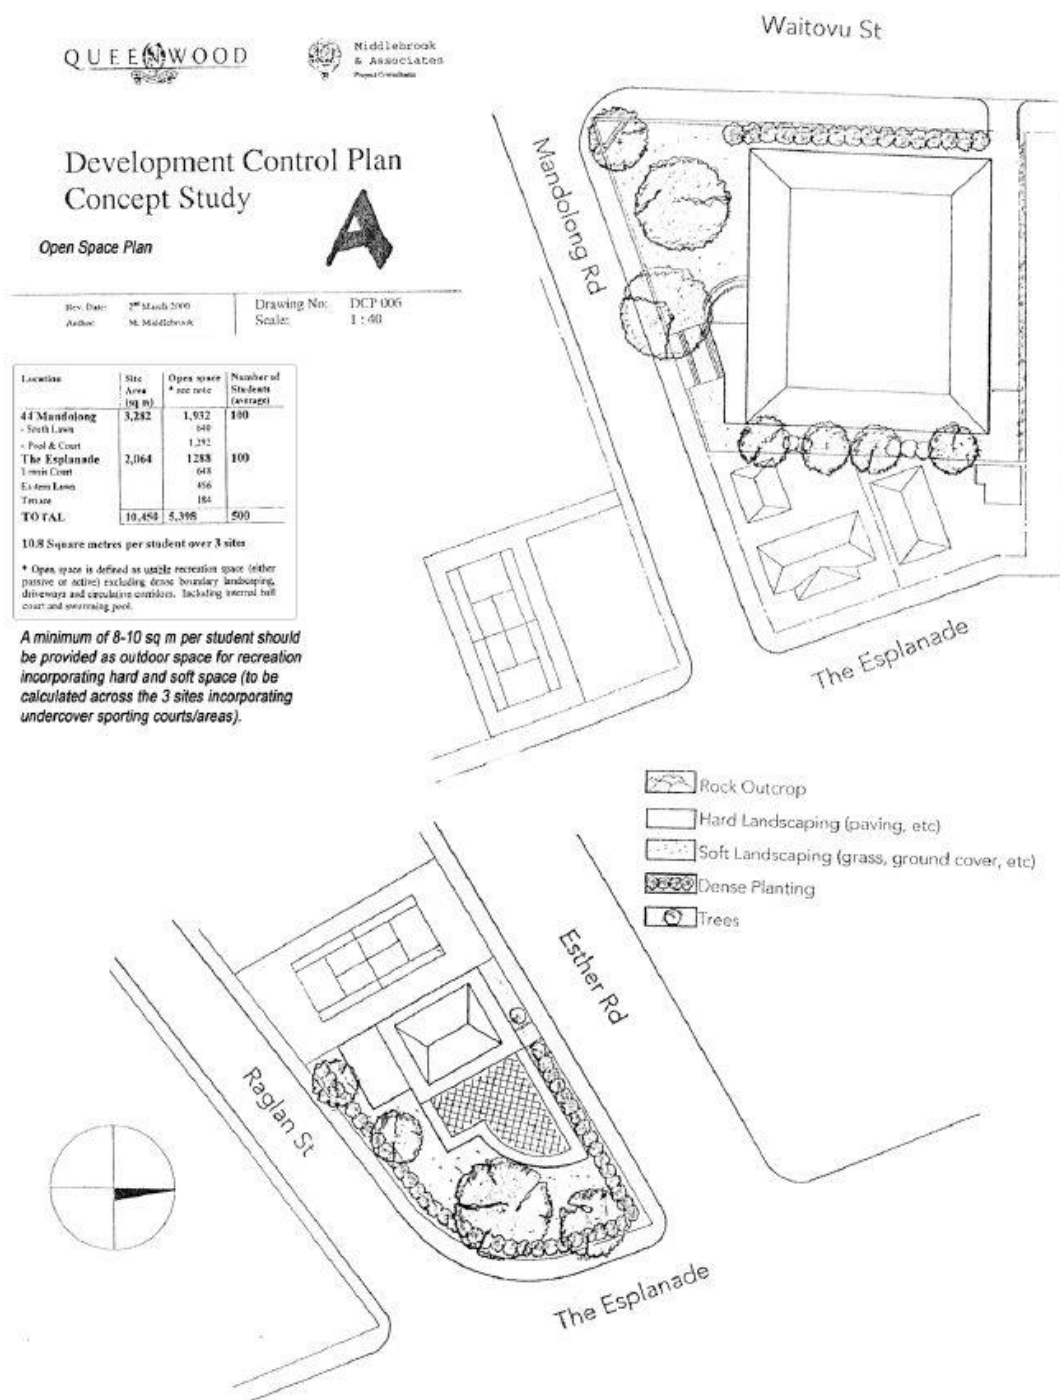 QUEENWOOD
Middlebrook
& Associates
Project Consultants
Development Control Plan
Concept Study
Open Space Plan
A
Rev. Date: 2nd March 2000
Author: M. Middlebrook
Drawing No: DCP 006
Scale: 1 : 40
Location Site Area (sq m) Open space * see note Number of Students (average)
44 Mandolong 3,282 1,932 100
- South Lawn 640
- Pool & Court 1,292
The Esplanade 2,064 1288 100
Tennis Court 648
Eastern Lawn 456
Terrace 184
TOTAL 10,450 5,398 500
10.8 Square metres per student over 3 sites
* Open space is defined as usable recreation space (either
passive or active) excluding dense boundary landscaping,
driveways and circulation corridors. Including internal ball
court and swimming pool.
A minimum of 8-10 sq m per student should
be provided as outdoor space for recreation
incorporating hard and soft space (to be
calculated across the 3 sites incorporating
undercover sporting courts/areas).
Waitovu St
Mandolong Rd
The Esplanade
Rock Outcrop
Hard Landscaping (paving, etc)
Soft Landscaping (grass, ground cover, etc)
Dense Planting
Trees
Esther Rd
Raglan St
The Esplanade